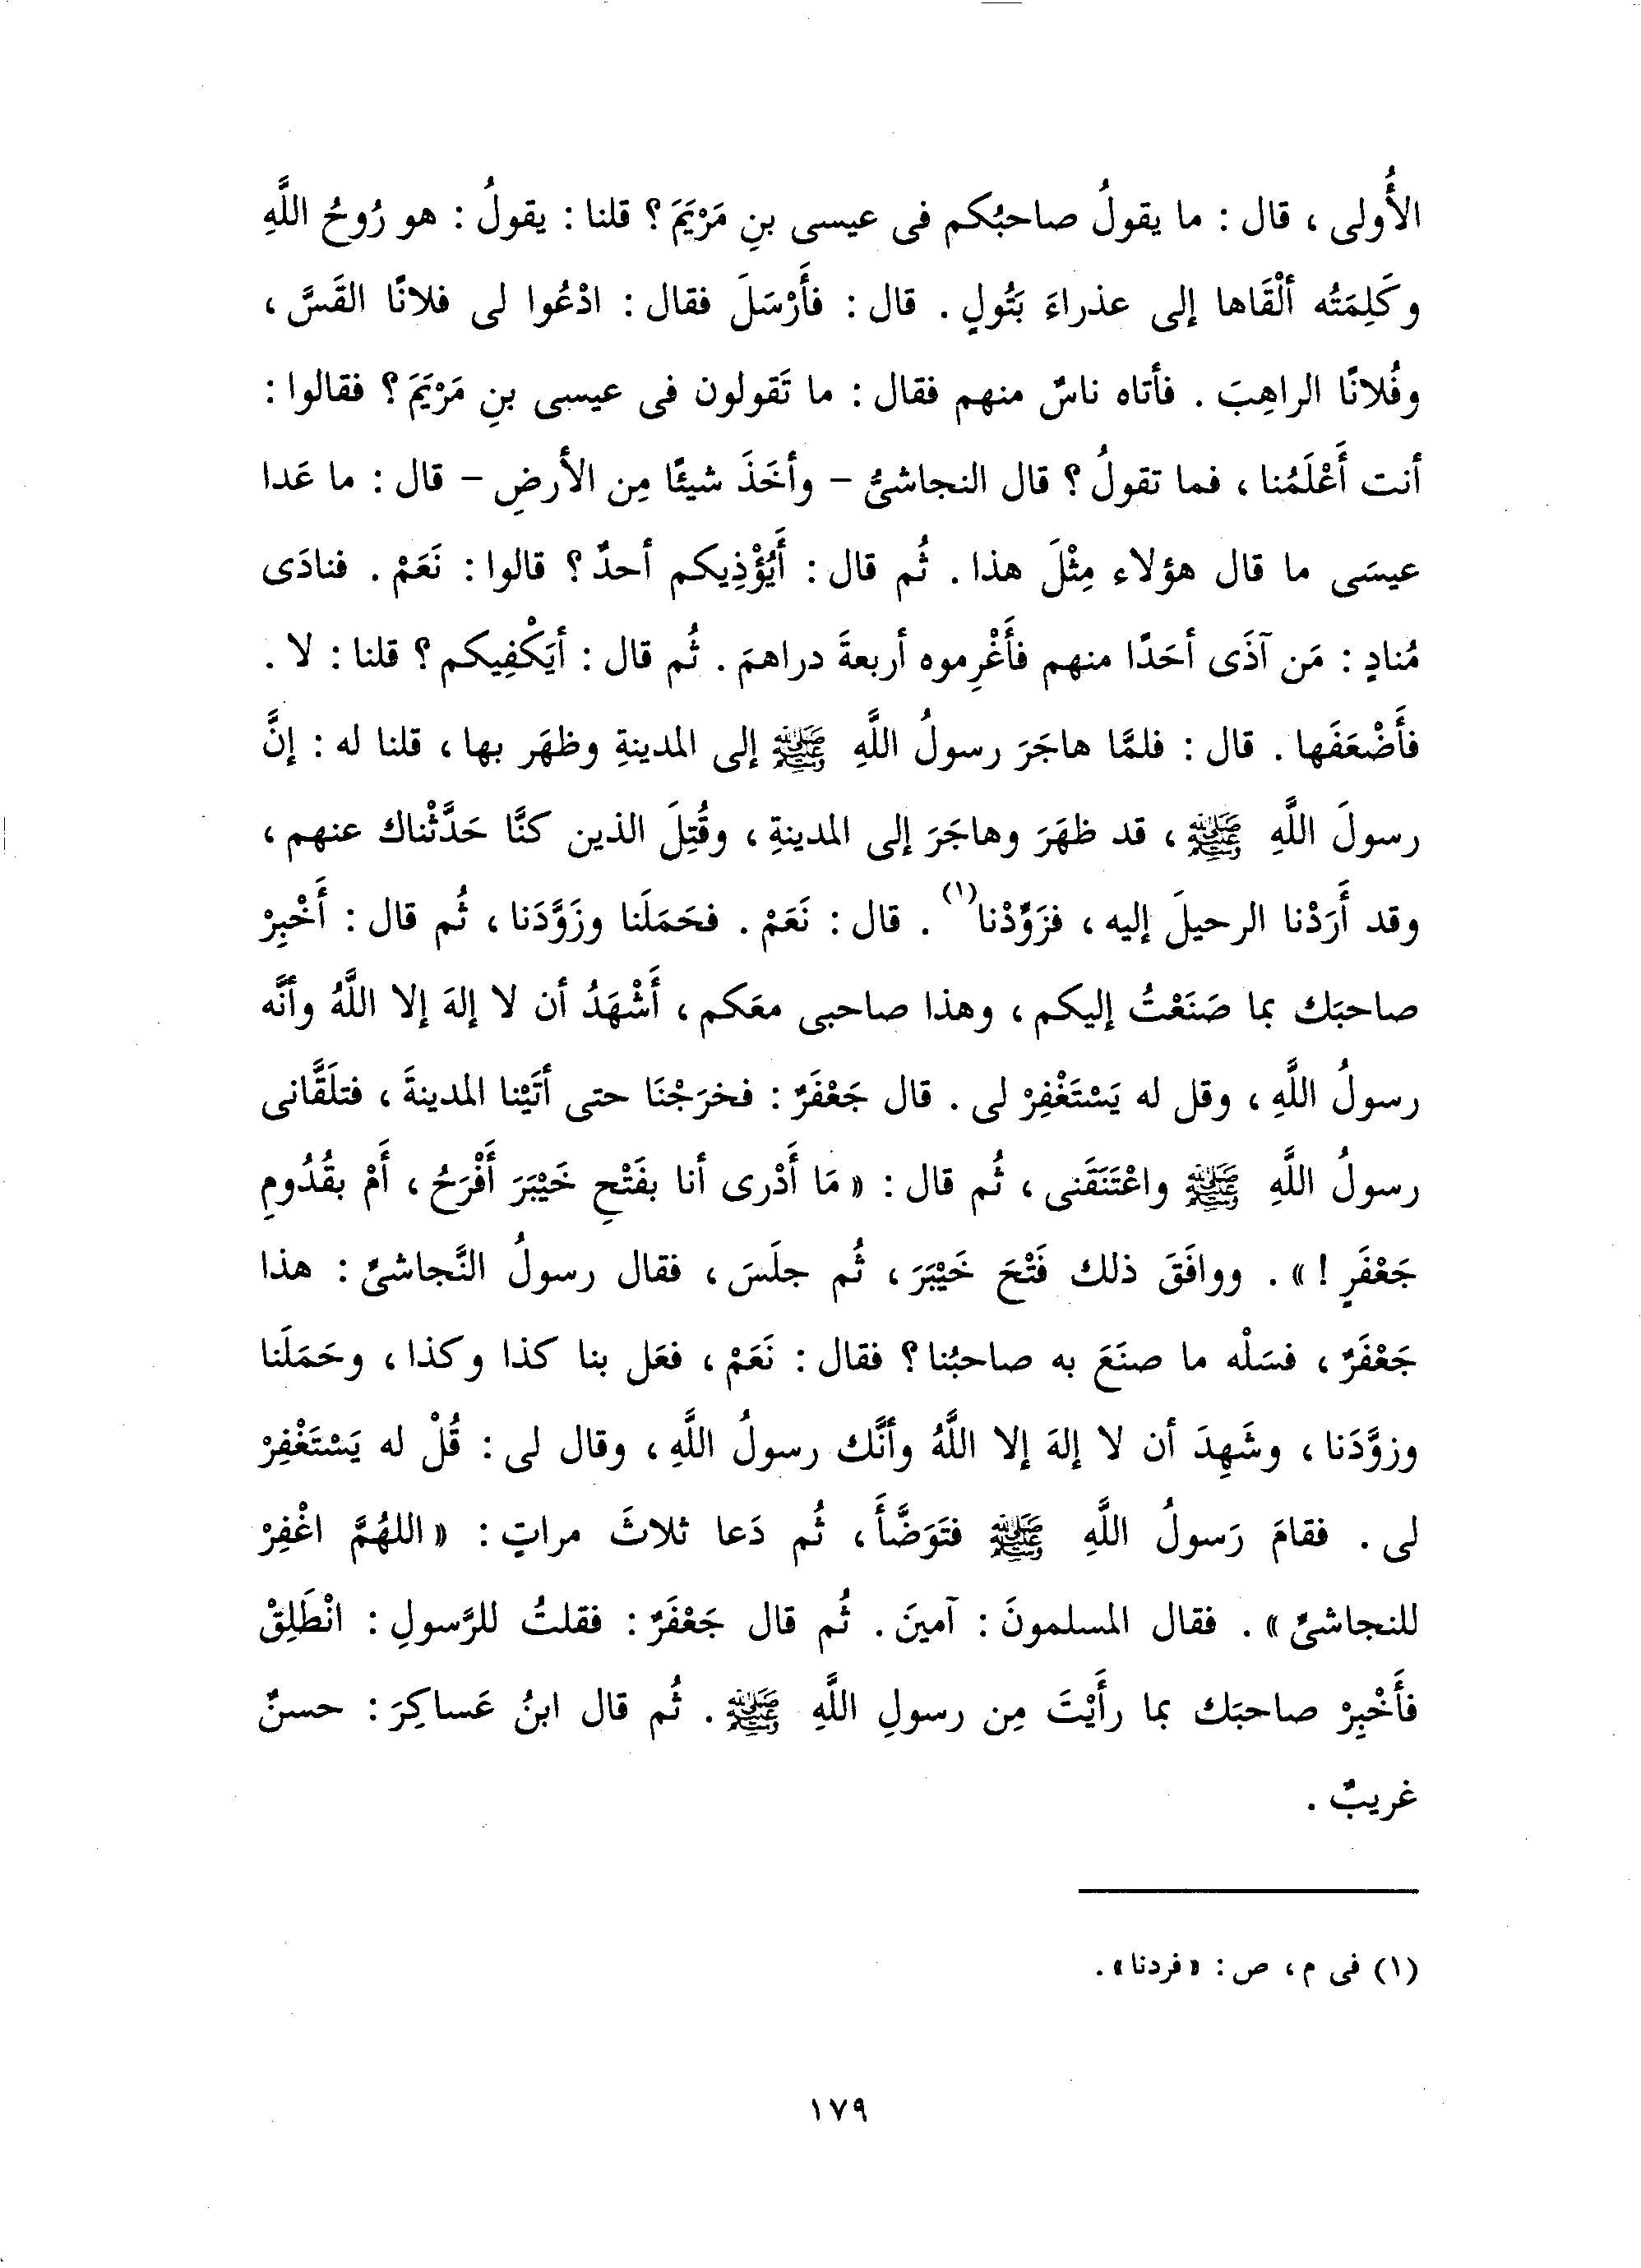 الأُولى ، قال : ما يقولُ صاحبُكم فى عيسى بنِ مَرْيَمَ ؟ قلنا : يقولُ : هو رُوحُ اللَّهِ
وكَلِمَتُه ألْقَاها إلى عذراءَ بَتُولٍ . قال : فأَرْسَلَ فقال : ادْعُوا لى فلانًا القَسَّ ،
وفُلانًا الراهِبَ . فأتاه ناسٌ منهم فقال : ما تَقولون فى عيسى بنِ مَرْيَمَ ؟ فقالوا :
أنت أَعْلَمُنا ، فما تقولُ ؟ قال النجاشىُّ - وأخَذَ شيئًا مِن الأرضِ - قال : ما عَدا
عيسَى ما قال هؤلاء مِثْلَ هذا . ثُم قال : أَيُؤْذِيكم أحدٌ ؟ قالوا : نَعَمْ . فنادَى
مُنادٍ : مَن آذَى أحَدًا منهم فأَغْرِموه أربعةَ دراهمَ . ثُم قال : أيَكْفِيكم ؟ قلنا : لا .
فأَضْعَفَها . قال : فلمَّا هاجَرَ رسولُ اللَّهِ ﷺ إلى المدينةِ وظهَر بها ، قلنا له : إنَّ
رسولَ اللَّهِ ﷺ ، قد ظهَرَ وهاجَرَ إلى المدينةِ ، وقُتِلَ الذين كنَّا حَدَّثْناك عنهم ،
وقد أَرَدْنا الرحيلَ إليه ، فزَوِّدْنا(١) . قال : نَعَمْ . فحَمَلَنا وزَوَّدَنا ، ثُم قال : أَخْبِرْ
صاحبَك بما صَنَعْتُ إليكم ، وهذا صاحبى معَكم ، أَشْهَدُ أن لا إلهَ إلا اللَّهُ وأنَّه
رسولُ اللَّهِ ، وقل له يَسْتَغْفِرْ لى . قال جَعْفَرٌ : فخرَجْنَا حتى أتَيْنا المدينةَ ، فتلَقَّانى
رسولُ اللَّهِ ﷺ واعْتَنَقَنى ، ثُم قال : « مَا أَدْرى أنا بفَتْحِ خَيْبَرَ أَفْرَحُ ، أَمْ بقُدُومِ
جَعْفَرٍ ! » . ووافَقَ ذلك فَتْحَ خَيْبَرَ ، ثُم جلَسَ ، فقال رسولُ النَّجاشىِّ : هذا
جَعْفَرٌ ، فسَلْه ما صنَعَ به صاحبُنا ؟ فقال : نَعَمْ ، فعَل بنا كذا وكذا ، وحَمَلَنا
وزوَّدَنا ، وشَهِدَ أن لا إلهَ إلا اللَّهُ وأنَّك رسولُ اللَّهِ ، وقال لى : قُلْ له يَسْتَغْفِرْ
لى . فقامَ رَسولُ اللَّهِ ﷺ فتَوَضَّأَ ، ثُم دَعا ثلاثَ مراتٍ : « اللهُمَّ اغْفِرْ
للنجاشىِّ » . فقال المسلمونَ : آمينَ . ثُم قال جَعْفَرٌ : فقلتُ للرَّسولِ : انْطَلِقْ
فأَخْبِرْ صاحبَك بما رأَيْتَ مِن رسولِ اللَّهِ ﷺ . ثُم قال ابنُ عَساكِرَ : حسنٌ
غريبٌ .
(١) فى م ، ص : « فردنا » .
١٧٩